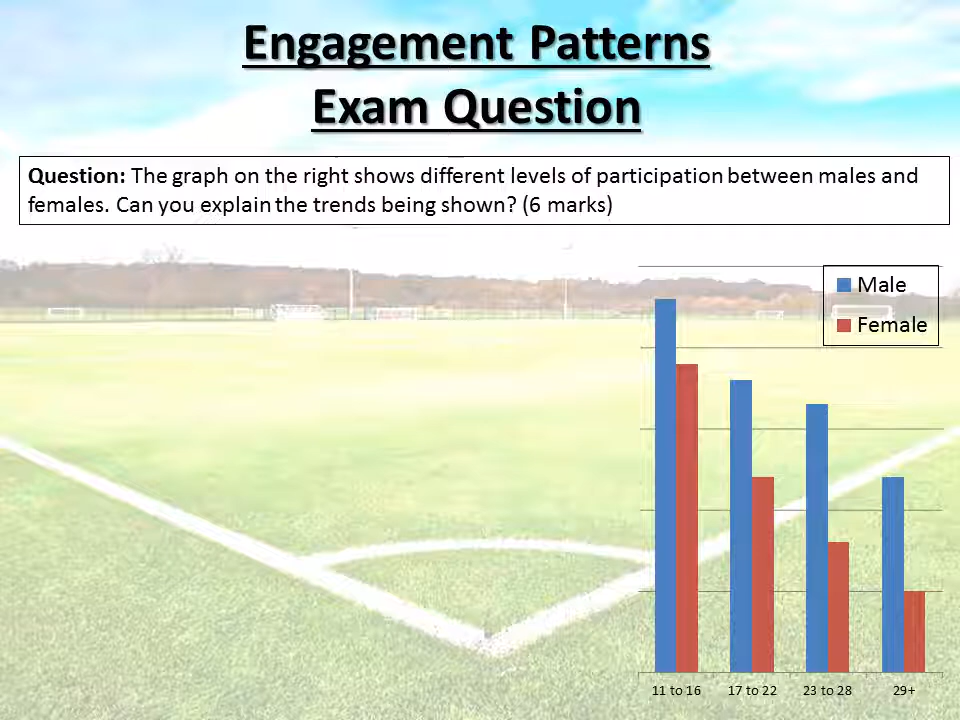 Engagement Patterns
Exam Question
Question: The graph on the right shows different levels of participation between males and
females. Can you explain the trends being shown? (6 marks)
Male
Female
11 to 16 17 to 22 23 to 28 29+